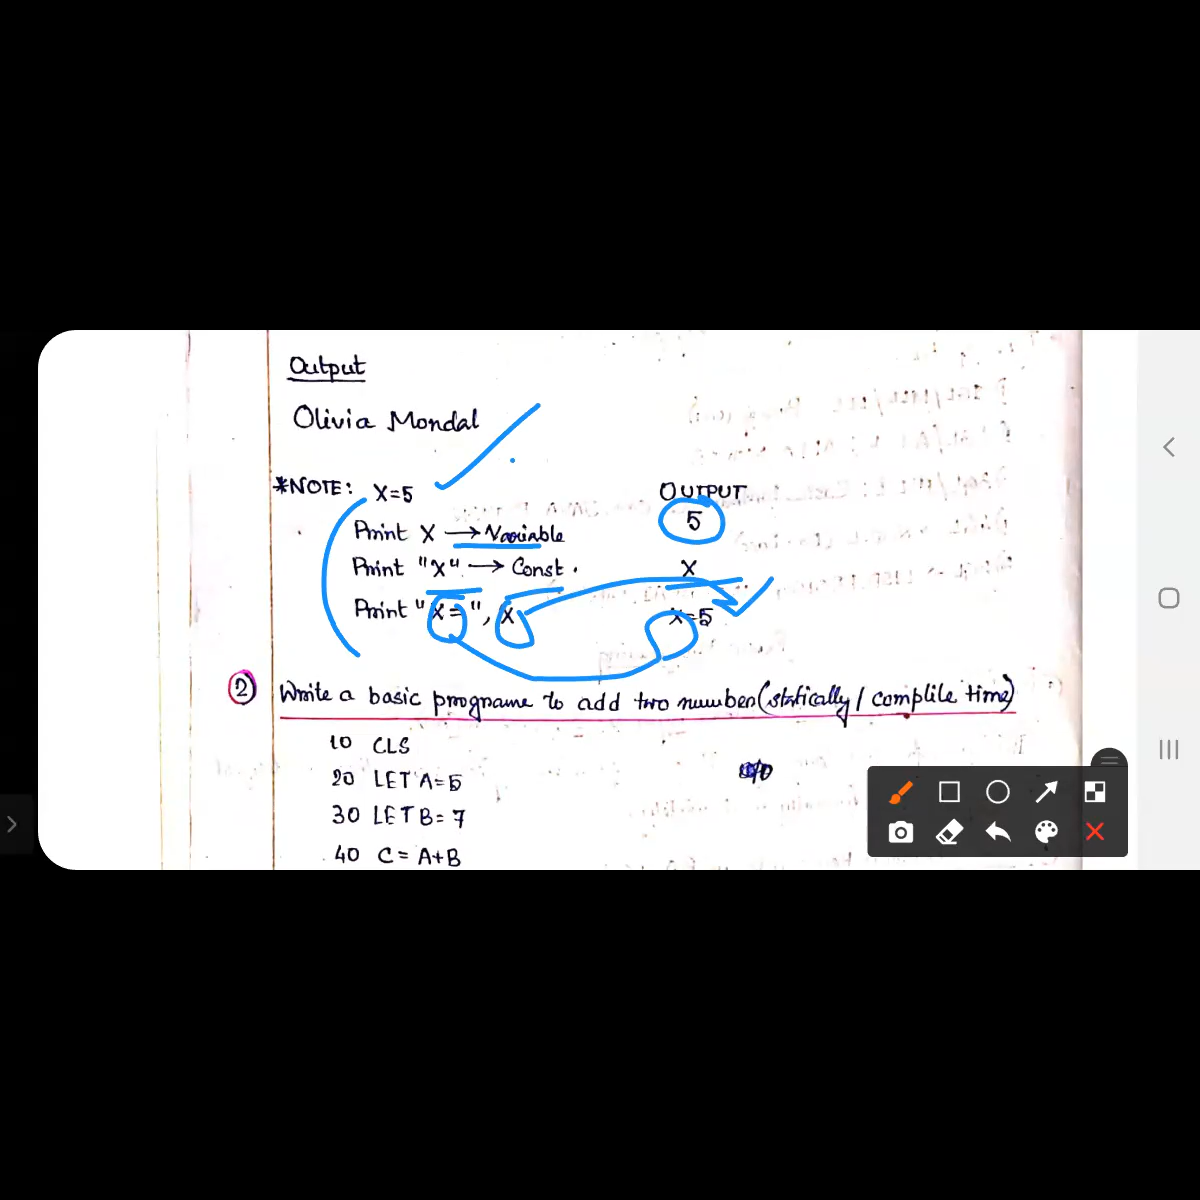 Output
Olivia Mondal
*NOTE: X=5 OUTPUT
Print X → Variable 5
Print "X" → Const. X
Print "X=", X X=5
2 Write a basic programe to add two number (statically / complile time)
10 CLS
20 LET A=5
30 LET B=7
40 C= A+B